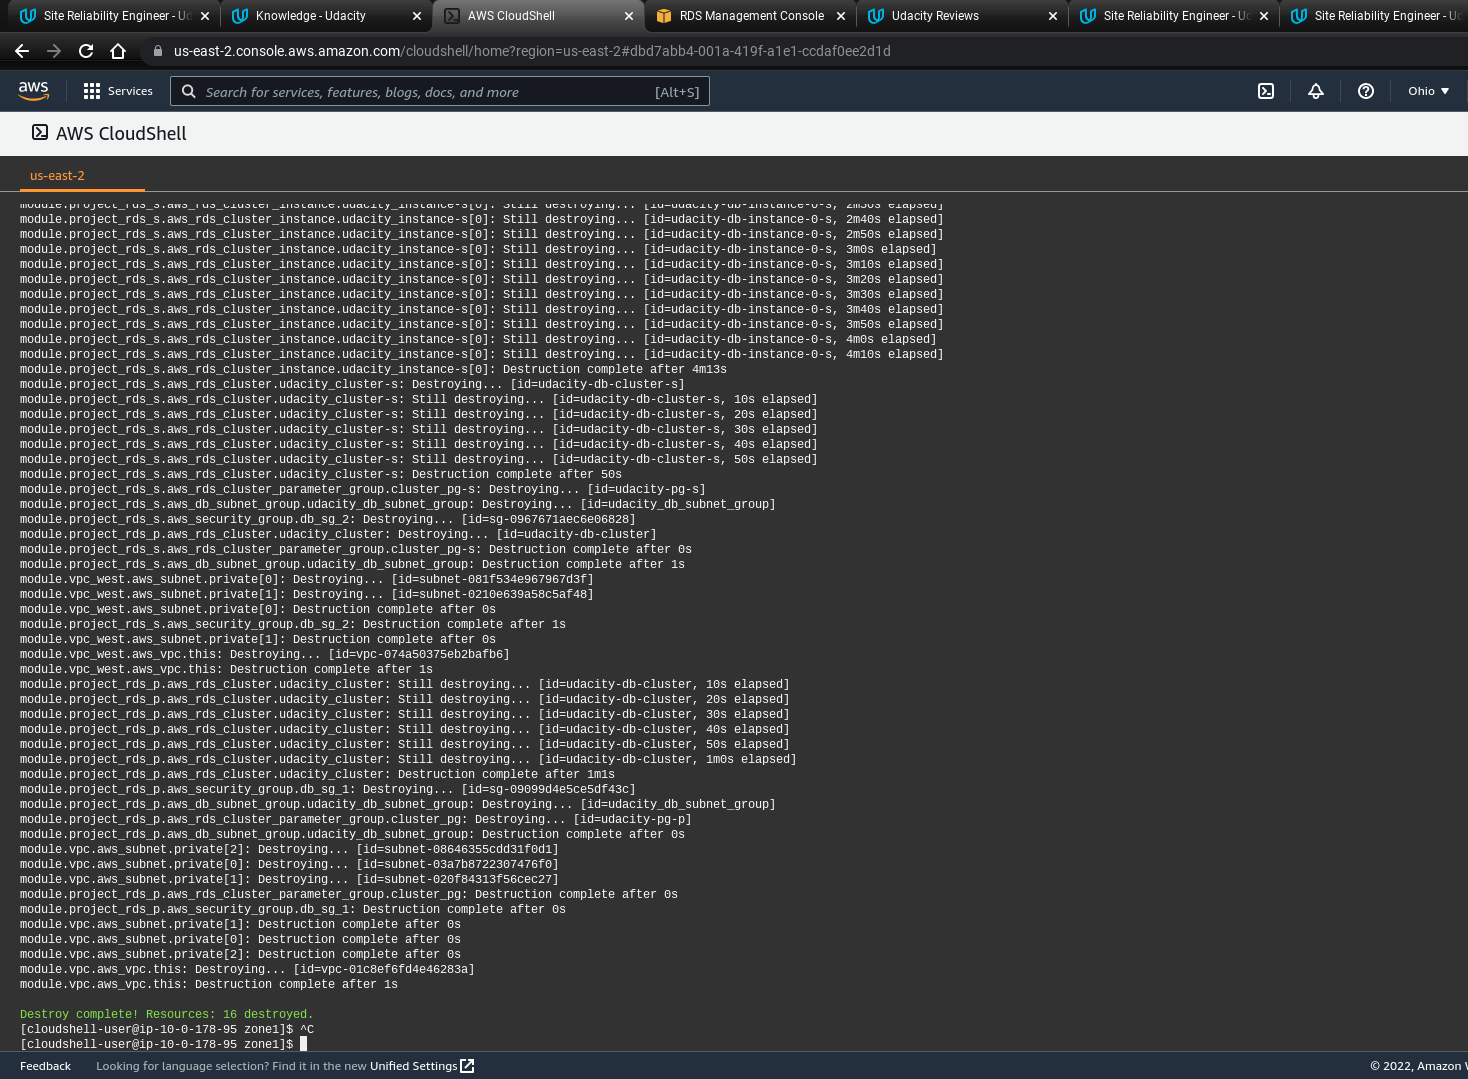 Site Reliability Engineer - Ud
Knowledge - Udacity
AWS CloudShell
RDS Management Console
Udacity Reviews
Site Reliability Engineer - Uc
Site Reliability Engineer - Uc
us-east-2.console.aws.amazon.com/cloudshell/home?region=us-east-2#dbd7abb4-001a-419f-a1e1-ccdaf0ee2d1d
aws
Services
Search for services, features, blogs, docs, and more
[Alt+S]
Ohio
AWS CloudShell
us-east-2
module.project_rds_s.aws_rds_cluster_instance.udacity_instance-s[0]: Still destroying... [id=udacity-db-instance-0-s, 2m30s elapsed]
module.project_rds_s.aws_rds_cluster_instance.udacity_instance-s[0]: Still destroying... [id=udacity-db-instance-0-s, 2m40s elapsed]
module.project_rds_s.aws_rds_cluster_instance.udacity_instance-s[0]: Still destroying... [id=udacity-db-instance-0-s, 2m50s elapsed]
module.project_rds_s.aws_rds_cluster_instance.udacity_instance-s[0]: Still destroying... [id=udacity-db-instance-0-s, 3m0s elapsed]
module.project_rds_s.aws_rds_cluster_instance.udacity_instance-s[0]: Still destroying... [id=udacity-db-instance-0-s, 3m10s elapsed]
module.project_rds_s.aws_rds_cluster_instance.udacity_instance-s[0]: Still destroying... [id=udacity-db-instance-0-s, 3m20s elapsed]
module.project_rds_s.aws_rds_cluster_instance.udacity_instance-s[0]: Still destroying... [id=udacity-db-instance-0-s, 3m30s elapsed]
module.project_rds_s.aws_rds_cluster_instance.udacity_instance-s[0]: Still destroying... [id=udacity-db-instance-0-s, 3m40s elapsed]
module.project_rds_s.aws_rds_cluster_instance.udacity_instance-s[0]: Still destroying... [id=udacity-db-instance-0-s, 3m50s elapsed]
module.project_rds_s.aws_rds_cluster_instance.udacity_instance-s[0]: Still destroying... [id=udacity-db-instance-0-s, 4m0s elapsed]
module.project_rds_s.aws_rds_cluster_instance.udacity_instance-s[0]: Still destroying... [id=udacity-db-instance-0-s, 4m10s elapsed]
module.project_rds_s.aws_rds_cluster_instance.udacity_instance-s[0]: Destruction complete after 4m13s
module.project_rds_s.aws_rds_cluster.udacity_cluster-s: Destroying... [id=udacity-db-cluster-s]
module.project_rds_s.aws_rds_cluster.udacity_cluster-s: Still destroying... [id=udacity-db-cluster-s, 10s elapsed]
module.project_rds_s.aws_rds_cluster.udacity_cluster-s: Still destroying... [id=udacity-db-cluster-s, 20s elapsed]
module.project_rds_s.aws_rds_cluster.udacity_cluster-s: Still destroying... [id=udacity-db-cluster-s, 30s elapsed]
module.project_rds_s.aws_rds_cluster.udacity_cluster-s: Still destroying... [id=udacity-db-cluster-s, 40s elapsed]
module.project_rds_s.aws_rds_cluster.udacity_cluster-s: Still destroying... [id=udacity-db-cluster-s, 50s elapsed]
module.project_rds_s.aws_rds_cluster.udacity_cluster-s: Destruction complete after 50s
module.project_rds_s.aws_rds_cluster_parameter_group.cluster_pg-s: Destroying... [id=udacity-pg-s]
module.project_rds_s.aws_db_subnet_group.udacity_db_subnet_group: Destroying... [id=udacity_db_subnet_group]
module.project_rds_s.aws_security_group.db_sg_2: Destroying... [id=sg-0967671aec6e06828]
module.project_rds_p.aws_rds_cluster.udacity_cluster: Destroying... [id=udacity-db-cluster]
module.project_rds_s.aws_rds_cluster_parameter_group.cluster_pg-s: Destruction complete after 0s
module.project_rds_s.aws_db_subnet_group.udacity_db_subnet_group: Destruction complete after 1s
module.vpc_west.aws_subnet.private[0]: Destroying... [id=subnet-081f534e967967d3f]
module.vpc_west.aws_subnet.private[1]: Destroying... [id=subnet-0210e639a58c5af48]
module.vpc_west.aws_subnet.private[0]: Destruction complete after 0s
module.project_rds_s.aws_security_group.db_sg_2: Destruction complete after 1s
module.vpc_west.aws_subnet.private[1]: Destruction complete after 0s
module.vpc_west.aws_vpc.this: Destroying... [id=vpc-074a50375eb2bafb6]
module.vpc_west.aws_vpc.this: Destruction complete after 1s
module.project_rds_p.aws_rds_cluster.udacity_cluster: Still destroying... [id=udacity-db-cluster, 10s elapsed]
module.project_rds_p.aws_rds_cluster.udacity_cluster: Still destroying... [id=udacity-db-cluster, 20s elapsed]
module.project_rds_p.aws_rds_cluster.udacity_cluster: Still destroying... [id=udacity-db-cluster, 30s elapsed]
module.project_rds_p.aws_rds_cluster.udacity_cluster: Still destroying... [id=udacity-db-cluster, 40s elapsed]
module.project_rds_p.aws_rds_cluster.udacity_cluster: Still destroying... [id=udacity-db-cluster, 50s elapsed]
module.project_rds_p.aws_rds_cluster.udacity_cluster: Still destroying... [id=udacity-db-cluster, 1m0s elapsed]
module.project_rds_p.aws_rds_cluster.udacity_cluster: Destruction complete after 1m1s
module.project_rds_p.aws_security_group.db_sg_1: Destroying... [id=sg-09099d4e5ce5df43c]
module.project_rds_p.aws_db_subnet_group.udacity_db_subnet_group: Destroying... [id=udacity_db_subnet_group]
module.project_rds_p.aws_rds_cluster_parameter_group.cluster_pg: Destroying... [id=udacity-pg-p]
module.project_rds_p.aws_db_subnet_group.udacity_db_subnet_group: Destruction complete after 0s
module.vpc.aws_subnet.private[2]: Destroying... [id=subnet-08646355cdd31f0d1]
module.vpc.aws_subnet.private[0]: Destroying... [id=subnet-03a7b8722307476f0]
module.vpc.aws_subnet.private[1]: Destroying... [id=subnet-020f84313f56cec27]
module.project_rds_p.aws_rds_cluster_parameter_group.cluster_pg: Destruction complete after 0s
module.project_rds_p.aws_security_group.db_sg_1: Destruction complete after 0s
module.vpc.aws_subnet.private[1]: Destruction complete after 0s
module.vpc.aws_subnet.private[0]: Destruction complete after 0s
module.vpc.aws_subnet.private[2]: Destruction complete after 0s
module.vpc.aws_vpc.this: Destroying... [id=vpc-01c8ef6fd4e46283a]
module.vpc.aws_vpc.this: Destruction complete after 1s
Destroy complete! Resources: 16 destroyed.
[cloudshell-user@ip-10-0-178-95 zone1]$ ^C
[cloudshell-user@ip-10-0-178-95 zone1]$
Feedback
Looking for language selection? Find it in the new Unified Settings
© 2022, Amazon